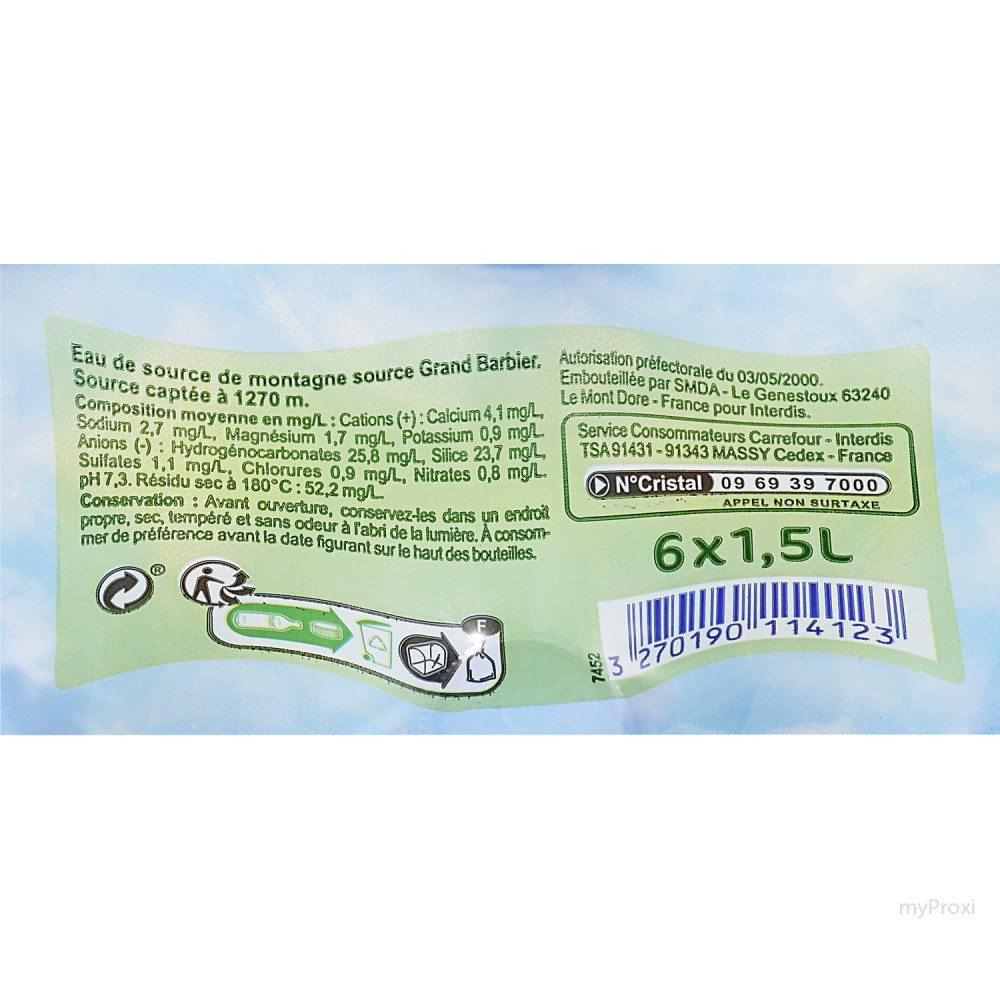 Eau de source de montagne source Grand Barbier.
Source captée à 1270 m.
Composition moyenne en mg/L : Cations (+) : Calcium 4,1 mg/L,
Sodium 2,7 mg/L, Magnésium 1,7 mg/L, Potassium 0,9 mg/L.
Anions (-) : Hydrogénocarbonates 25,8 mg/L, Silice 23,7 mg/L,
Sulfates 1,1 mg/L, Chlorures 0,9 mg/L, Nitrates 0,8 mg/L.
pH 7,3. Résidu sec à 180°C : 52,2 mg/L.
Conservation : Avant ouverture, conservez-les dans un endroit
propre, sec, tempéré et sans odeur à l'abri de la lumière. À consom-
mer de préférence avant la date figurant sur le haut des bouteilles.
®
F
Autorisation préfectorale du 03/05/2000.
Embouteillée par SMDA - Le Genestoux 63240
Le Mont Dore - France pour Interdis.
Service Consommateurs Carrefour - Interdis
TSA 91431 - 91343 MASSY Cedex - France
N°Cristal 09 69 39 7000
APPEL NON SURTAXE
6x1,5L
7452
3 270190 114123
myProxi